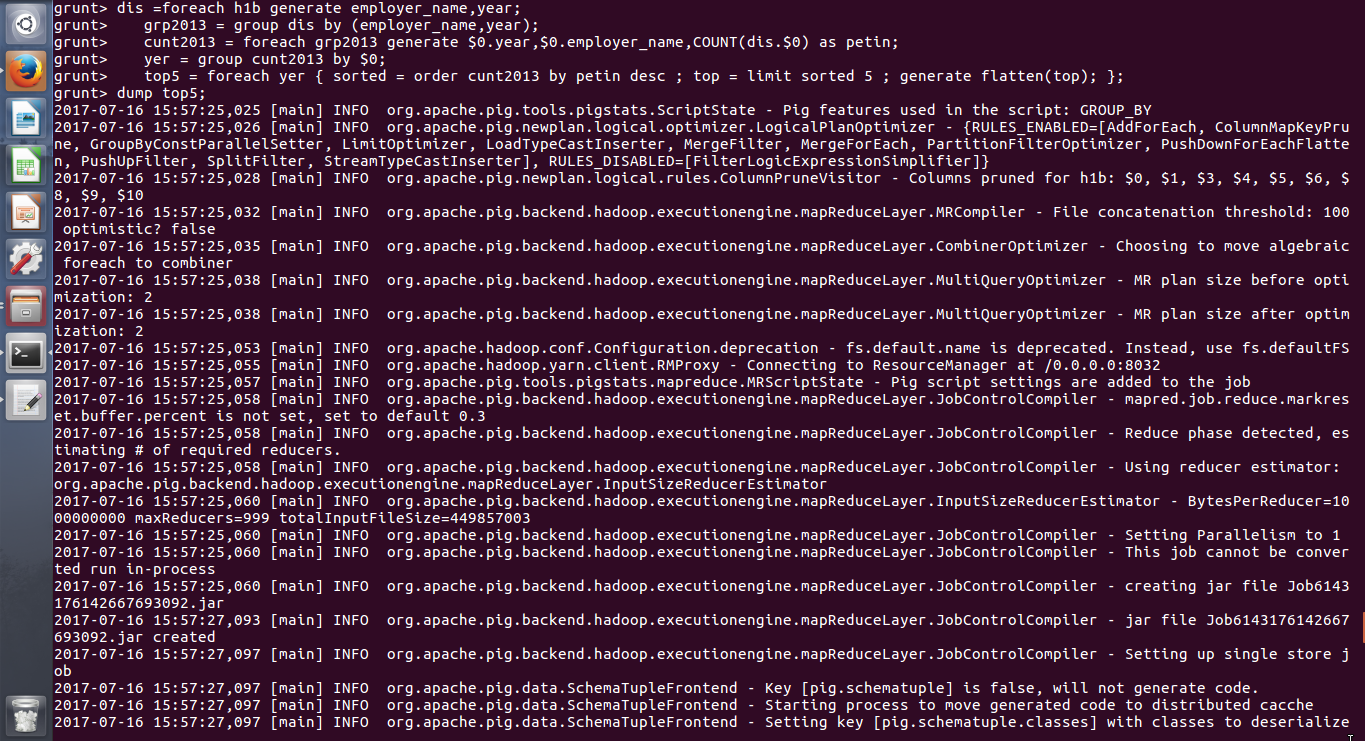 grunt> dis =foreach h1b generate employer_name,year;
grunt>    grp2013 = group dis by (employer_name,year);
grunt>    cunt2013 = foreach grp2013 generate $0.year,$0.employer_name,COUNT(dis.$0) as petin;
grunt>    yer = group cunt2013 by $0;
grunt>    top5 = foreach yer { sorted = order cunt2013 by petin desc ; top = limit sorted 5 ; generate flatten(top); };
grunt> dump top5;
2017-07-16 15:57:25,025 [main] INFO  org.apache.pig.tools.pigstats.ScriptState - Pig features used in the script: GROUP_BY
2017-07-16 15:57:25,026 [main] INFO  org.apache.pig.newplan.logical.optimizer.LogicalPlanOptimizer - {RULES_ENABLED=[AddForEach, ColumnMapKeyPru
ne, GroupByConstParallelSetter, LimitOptimizer, LoadTypeCastInserter, MergeFilter, MergeForEach, PartitionFilterOptimizer, PushDownForEachFlatte
n, PushUpFilter, SplitFilter, StreamTypeCastInserter], RULES_DISABLED=[FilterLogicExpressionSimplifier]}
2017-07-16 15:57:25,028 [main] INFO  org.apache.pig.newplan.logical.rules.ColumnPruneVisitor - Columns pruned for h1b: $0, $1, $3, $4, $5, $6, $
8, $9, $10
2017-07-16 15:57:25,032 [main] INFO  org.apache.pig.backend.hadoop.executionengine.mapReduceLayer.MRCompiler - File concatenation threshold: 100
 optimistic? false
2017-07-16 15:57:25,035 [main] INFO  org.apache.pig.backend.hadoop.executionengine.mapReduceLayer.CombinerOptimizer - Choosing to move algebraic
 foreach to combiner
2017-07-16 15:57:25,038 [main] INFO  org.apache.pig.backend.hadoop.executionengine.mapReduceLayer.MultiQueryOptimizer - MR plan size before opti
mization: 2
2017-07-16 15:57:25,038 [main] INFO  org.apache.pig.backend.hadoop.executionengine.mapReduceLayer.MultiQueryOptimizer - MR plan size after optim
ization: 2
2017-07-16 15:57:25,053 [main] INFO  org.apache.hadoop.conf.Configuration.deprecation - fs.default.name is deprecated. Instead, use fs.defaultFS
2017-07-16 15:57:25,055 [main] INFO  org.apache.hadoop.yarn.client.RMProxy - Connecting to ResourceManager at /0.0.0.0:8032
2017-07-16 15:57:25,057 [main] INFO  org.apache.pig.tools.pigstats.mapreduce.MRScriptState - Pig script settings are added to the job
2017-07-16 15:57:25,058 [main] INFO  org.apache.pig.backend.hadoop.executionengine.mapReduceLayer.JobControlCompiler - mapred.job.reduce.markres
et.buffer.percent is not set, set to default 0.3
2017-07-16 15:57:25,058 [main] INFO  org.apache.pig.backend.hadoop.executionengine.mapReduceLayer.JobControlCompiler - Reduce phase detected, es
timating # of required reducers.
2017-07-16 15:57:25,058 [main] INFO  org.apache.pig.backend.hadoop.executionengine.mapReduceLayer.JobControlCompiler - Using reducer estimator:
org.apache.pig.backend.hadoop.executionengine.mapReduceLayer.InputSizeReducerEstimator
2017-07-16 15:57:25,060 [main] INFO  org.apache.pig.backend.hadoop.executionengine.mapReduceLayer.InputSizeReducerEstimator - BytesPerReducer=10
00000000 maxReducers=999 totalInputFileSize=449857003
2017-07-16 15:57:25,060 [main] INFO  org.apache.pig.backend.hadoop.executionengine.mapReduceLayer.JobControlCompiler - Setting Parallelism to 1
2017-07-16 15:57:25,060 [main] INFO  org.apache.pig.backend.hadoop.executionengine.mapReduceLayer.JobControlCompiler - This job cannot be conver
ted run in-process
2017-07-16 15:57:25,060 [main] INFO  org.apache.pig.backend.hadoop.executionengine.mapReduceLayer.JobControlCompiler - creating jar file Job6143
176142667693092.jar
2017-07-16 15:57:27,093 [main] INFO  org.apache.pig.backend.hadoop.executionengine.mapReduceLayer.JobControlCompiler - jar file Job6143176142667
693092.jar created
2017-07-16 15:57:27,097 [main] INFO  org.apache.pig.backend.hadoop.executionengine.mapReduceLayer.JobControlCompiler - Setting up single store j
ob
2017-07-16 15:57:27,097 [main] INFO  org.apache.pig.data.SchemaTupleFrontend - Key [pig.schematuple] is false, will not generate code.
2017-07-16 15:57:27,097 [main] INFO  org.apache.pig.data.SchemaTupleFrontend - Starting process to move generated code to distributed cacche
2017-07-16 15:57:27,097 [main] INFO  org.apache.pig.data.SchemaTupleFrontend - Setting key [pig.schematuple.classes] with classes to deserialize